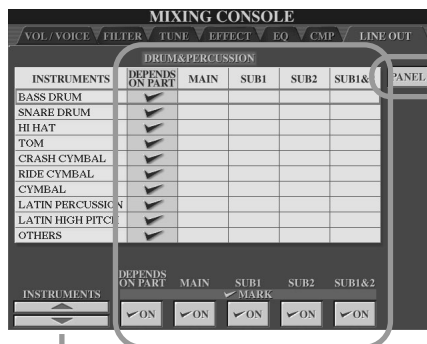 MIXING CONSOLE
VOL / VOICE FILTER TUNE EFFECT EQ CMP LINE OUT
DRUM&PERCUSSION
INSTRUMENTS DEPENDS ON PART MAIN SUB1 SUB2 SUB1& PANEL
BASS DRUM
SNARE DRUM
HI HAT
TOM
CRASH CYMBAL
RIDE CYMBAL
CYMBAL
LATIN PERCUSSION
LATIN HIGH PITCH
OTHERS
INSTRUMENTS DEPENDS ON PART MAIN SUB1 SUB2 SUB1&2
MARK
ON ON ON ON ON